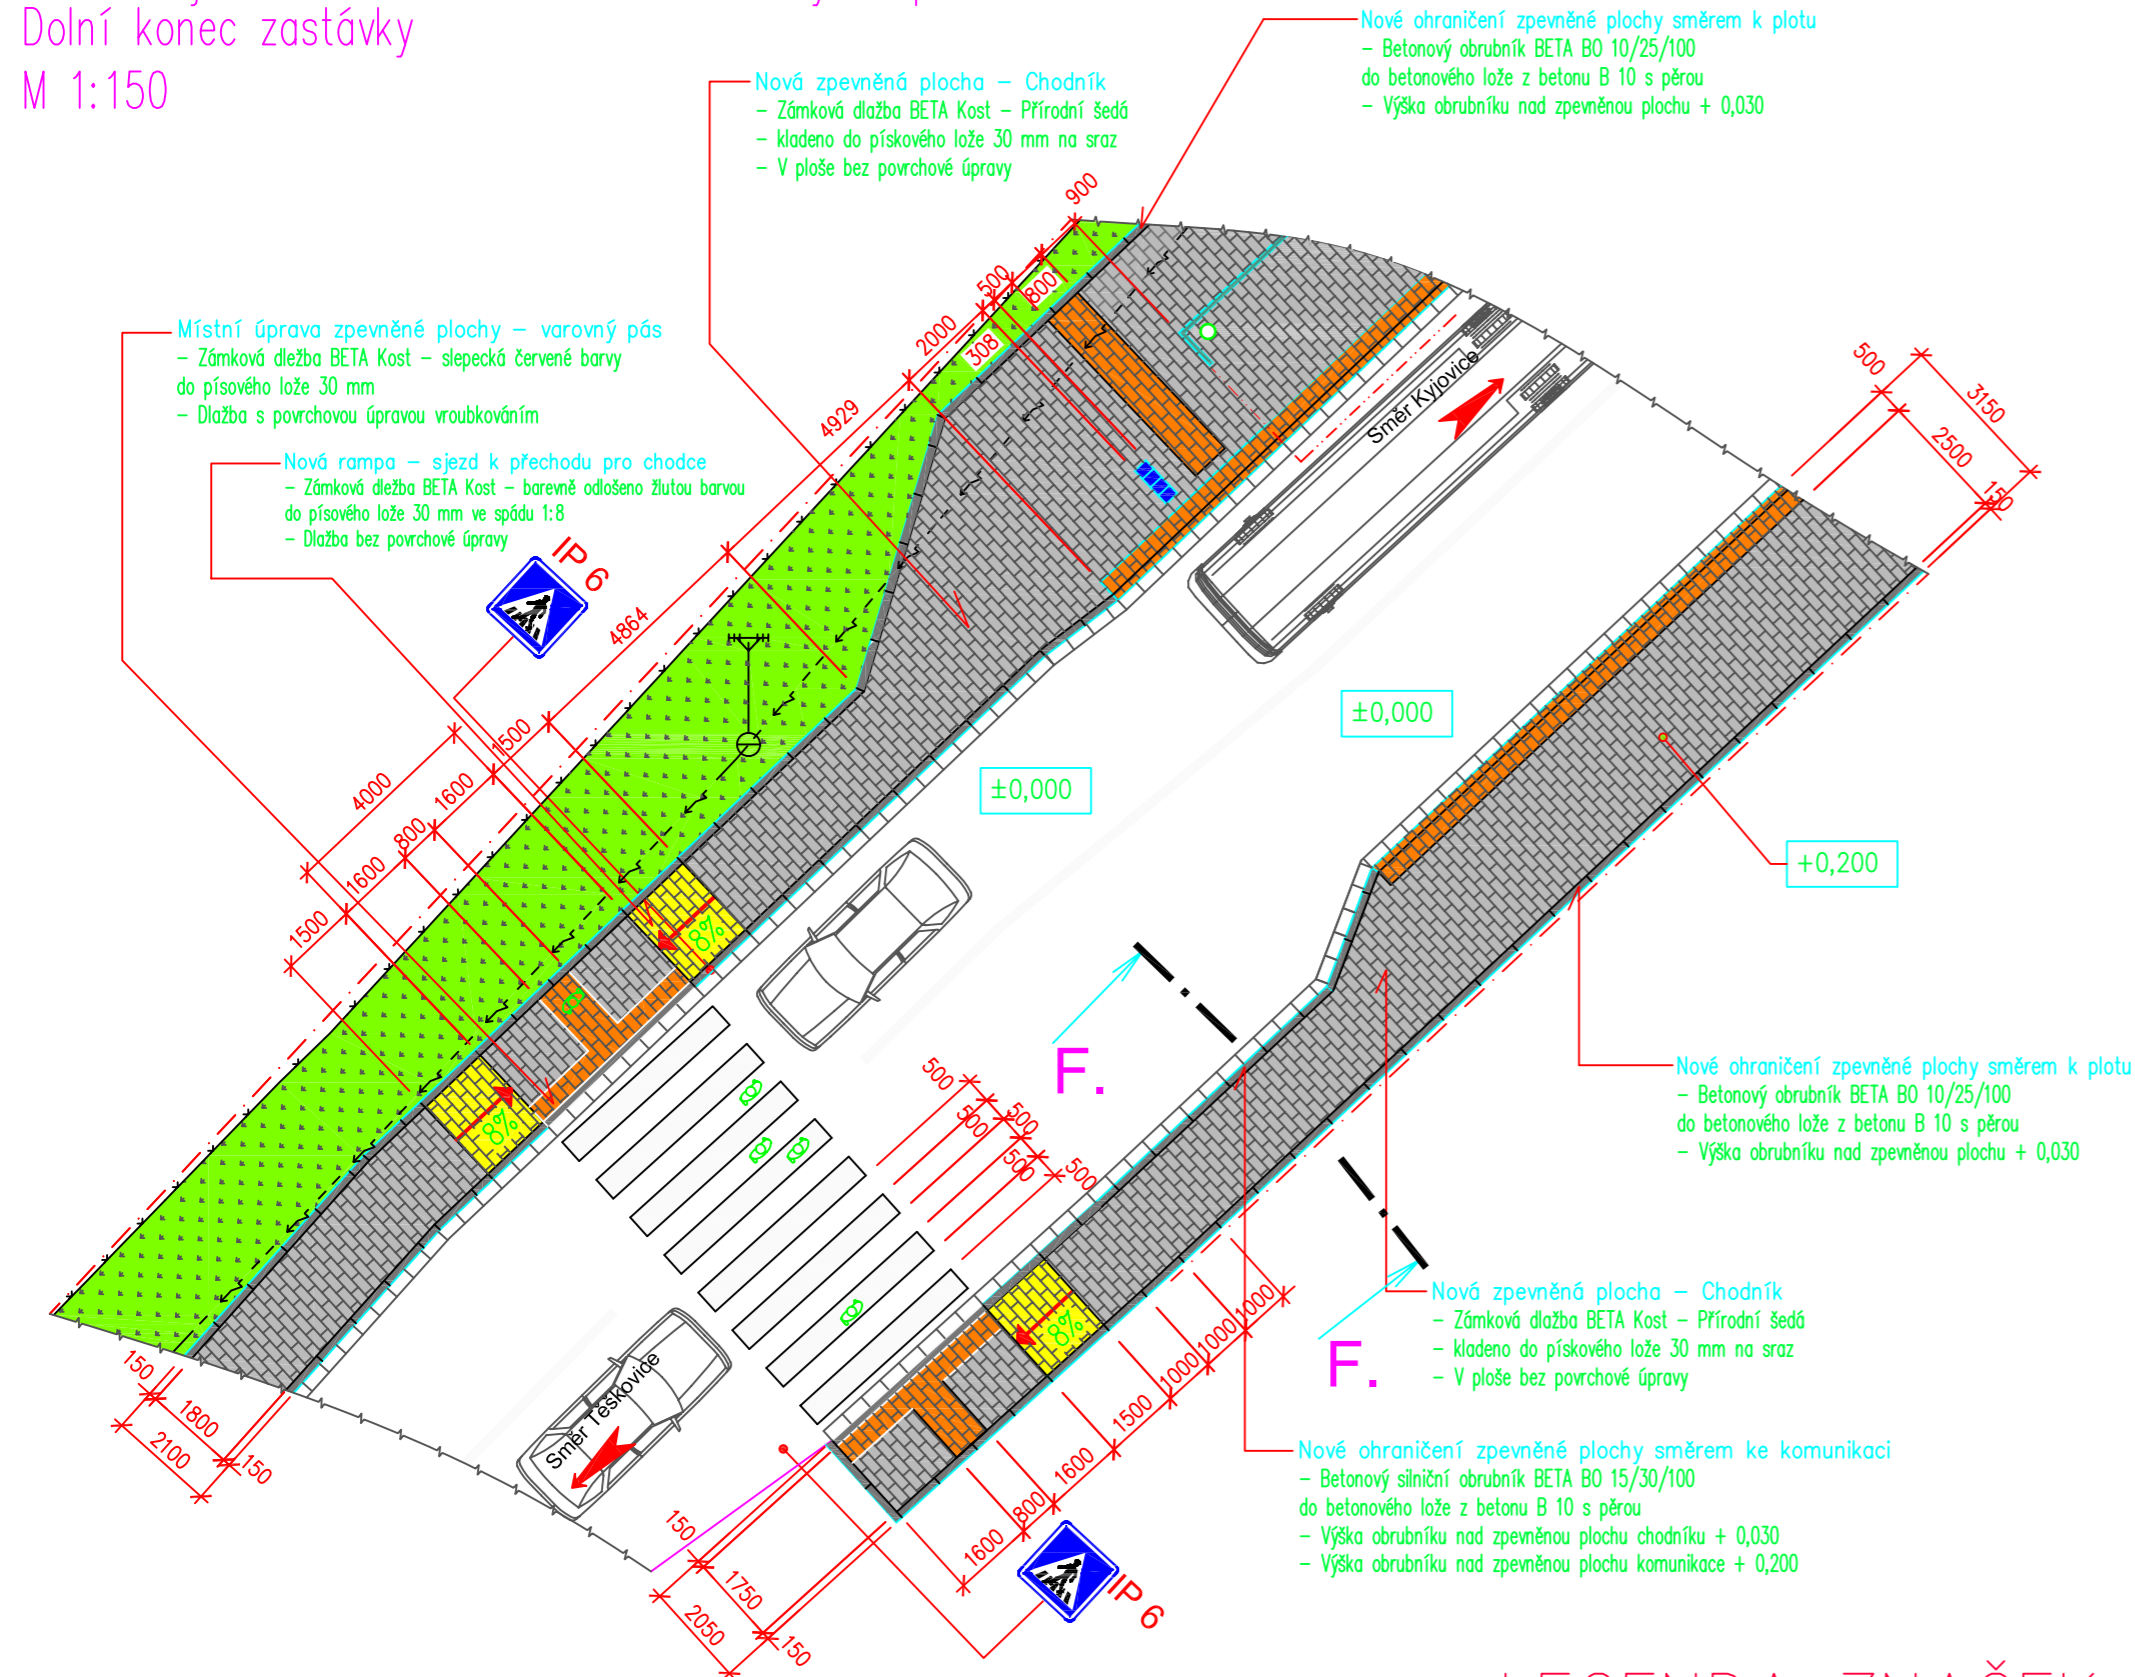 Dolní konec zastávky
M 1:150
Nové ohraničení zpevněné plochy směrem k plotu
- Betonový obrubník BETA BO 10/25/100
do betonového lože z betonu B 10 s pěrou
- Výška obrubníku nad zpevněnou plochu + 0,030
Nová zpevněná plocha - Chodník
- Zámková dlažba BETA Kost - Přírodní šedá
- kladeno do pískového lože 30 mm na sraz
- V ploše bez povrchové úpravy
Místní úprava zpevněné plochy - varovný pás
- Zámková dležba BETA Kost - slepecká červené barvy
do písového lože 30 mm
- Dlažba s povrchovou úpravou vroubkováním
Nová rampa - sjezd k přechodu pro chodce
- Zámková dležba BETA Kost - barevně odlošeno žlutou barvou
do písového lože 30 mm ve spádu 1:8
- Dlažba bez povrchové úpravy
900
500
800
2000
308
4929
4864
IP 6
1500
4000
1600
800
1600
1500
Směr Kyjovice
500
3150
2500
150
±0,000
±0,000
+0,200
8%
8%
F.
500
500
500
500
500
Nové ohraničení zpevněné plochy směrem k plotu
- Betonový obrubník BETA BO 10/25/100
do betonového lože z betonu B 10 s pěrou
- Výška obrubníku nad zpevněnou plochu + 0,030
Nová zpevněná plocha - Chodník
- Zámková dlažba BETA Kost - Přírodní šedá
- kladeno do pískového lože 30 mm na sraz
- V ploše bez povrchové úpravy
F.
8%
1000
1000
1000
1500
1600
800
1600
Směr Těškovice
150
1800
2100
150
Nové ohraničení zpevněné plochy směrem ke komunikaci
- Betonový silniční obrubník BETA BO 15/30/100
do betonového lože z betonu B 10 s pěrou
- Výška obrubníku nad zpevněnou plochu chodníku + 0,030
- Výška obrubníku nad zpevněnou plochu komunikace + 0,200
150
1750
2050
150
IP 6
LEGENDA ZNAČEK